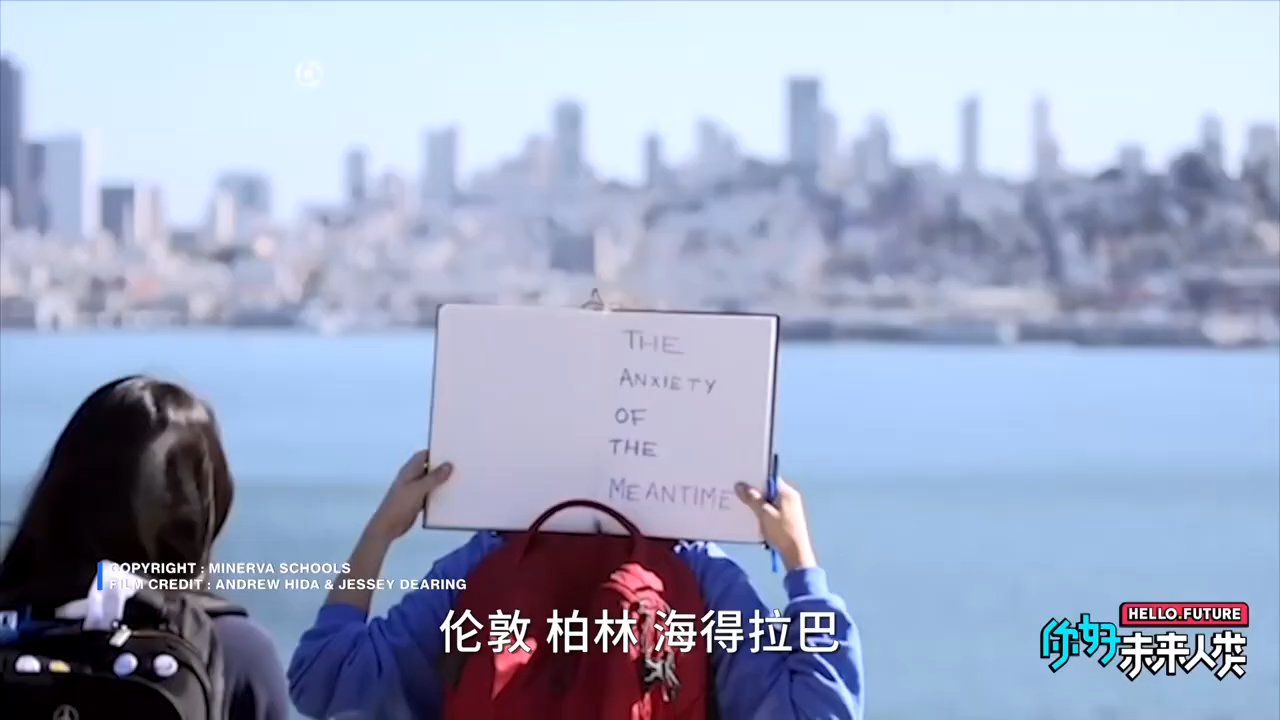 THE
ANXIETY
OF
THE
MEANTIME
COPYRIGHT : MINERVA SCHOOLS
FILM CREDIT : ANDREW HIDA & JESSEY DEARING
伦敦 柏林 海得拉巴
HELLO.FUTURE
你好未来人类